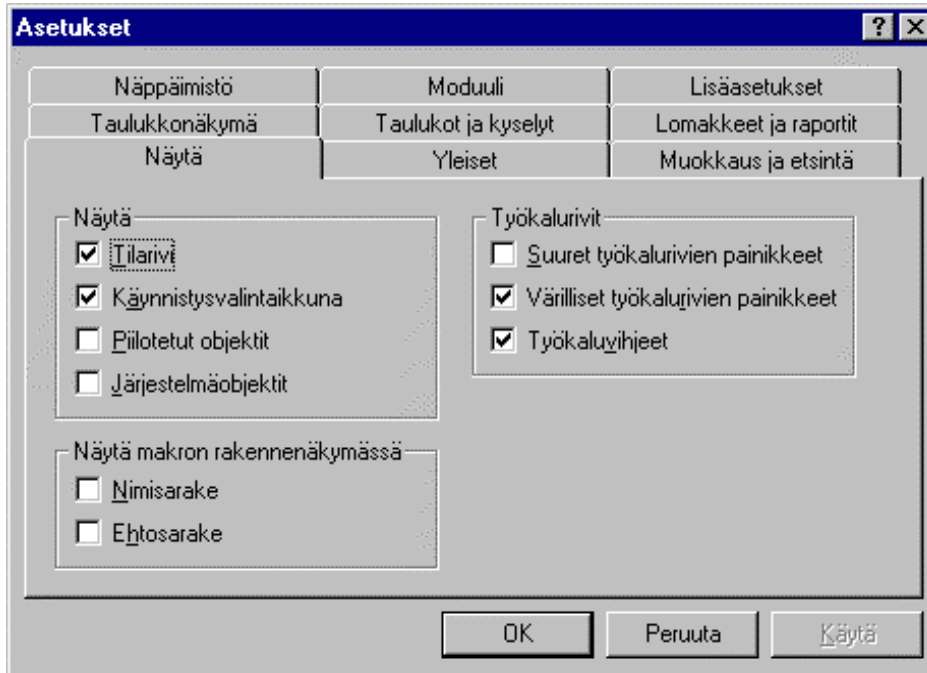 Asetukset
Näppäimistö Moduuli Lisäasetukset
Taulukkonäkymä Taulukot ja kyselyt Lomakkeet ja raportit
Näytä Yleiset Muokkaus ja etsintä
Näytä
Tilarivi
Käynnistysvalintaikkuna
Piilotetut objektit
Järjestelmäobjektit
Näytä makron rakennenäkymässä
Nimisarake
Ehtosarake
Työkalurivit
Suuret työkalurivien painikkeet
Värilliset työkalurivien painikkeet
Työkaluvihjeet
OK Peruuta Käytä